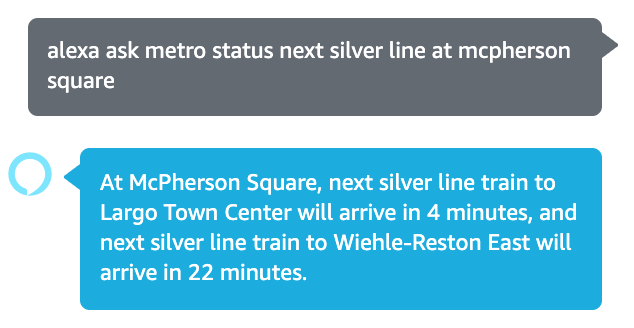 alexa ask metro status next silver line at mcpherson
square
At McPherson Square, next silver line train to
Largo Town Center will arrive in 4 minutes, and
next silver line train to Wiehle-Reston East will
arrive in 22 minutes.